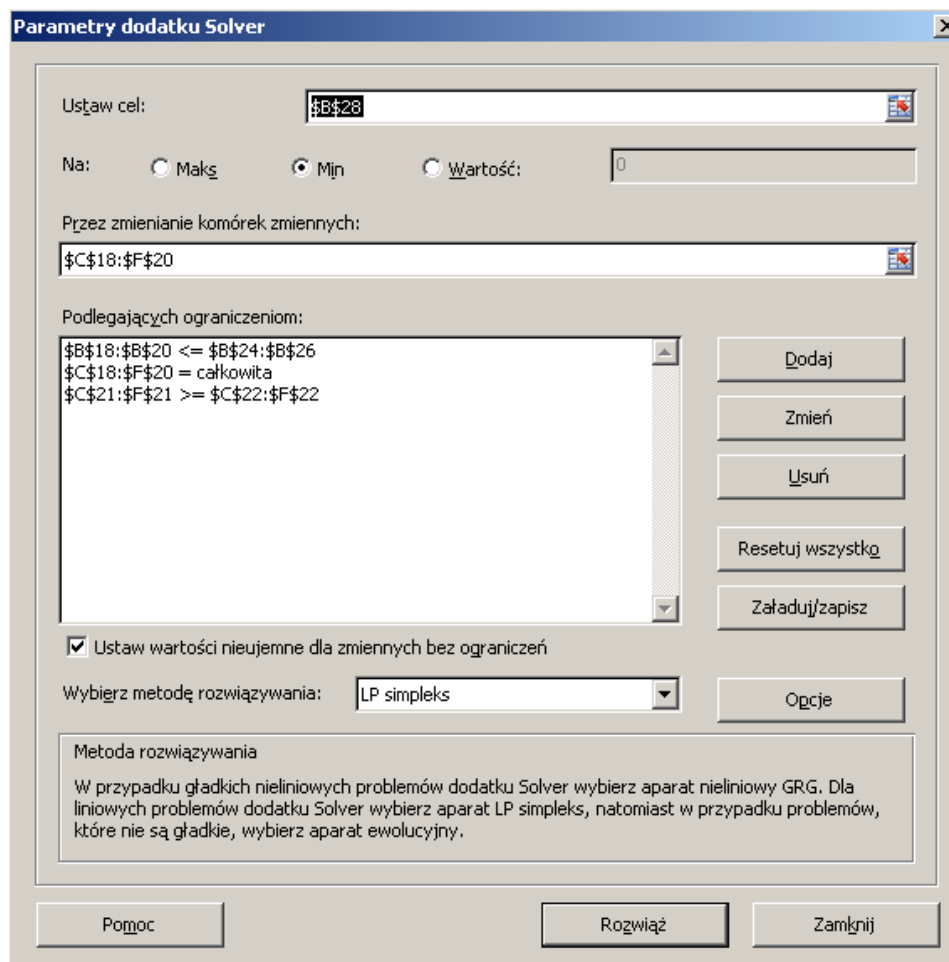 Parametry dodatku Solver
Ustaw cel:
$B$28
Na:
Maks
Min
Wartość:
0
Przez zmienianie komórek zmiennych:
$C$18:$F$20
Podlegających ograniczeniom:
$B$18:$B$20 <= $B$24:$B$26
$C$18:$F$20 = całkowita
$C$21:$F$21 >= $C$22:$F$22
Dodaj
Zmień
Usuń
Resetuj wszystko
Załaduj/zapisz
Ustaw wartości nieujemne dla zmiennych bez ograniczeń
Wybierz metodę rozwiązywania:
LP simpleks
Opcje
Metoda rozwiązywania
W przypadku gładkich nieliniowych problemów dodatku Solver wybierz aparat nieliniowy GRG. Dla
liniowych problemów dodatku Solver wybierz aparat LP simpleks, natomiast w przypadku problemów,
które nie są gładkie, wybierz aparat ewolucyjny.
Pomoc
Rozwiąż
Zamknij